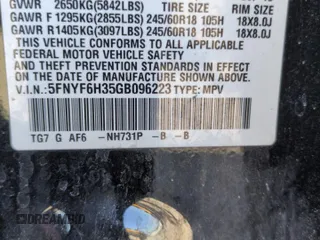 GVWR 2650KG(5842LBS) TIRE SIZE RIM SIZE
GAWR F 1295KG(2855LBS) 245/60R18 105H 18X8.0J
GAWR R1405KG(3097LBS) 245/60R18 105H 18X8.0J
THIS VEHICLE CONFORMS TO ALL APPLICABLE
FEDERAL MOTOR VEHICLE SAFETY AND
THEFT PREVENTION STANDARDS IN EFFECT ON THE
DATE OF MANUFACTURE SHOWN ABOVE.
V.I.N.: 5FNYF6H35GB096223 TYPE: MPV
TG7 G AF6 -NH731P -B -B
DREAMBID